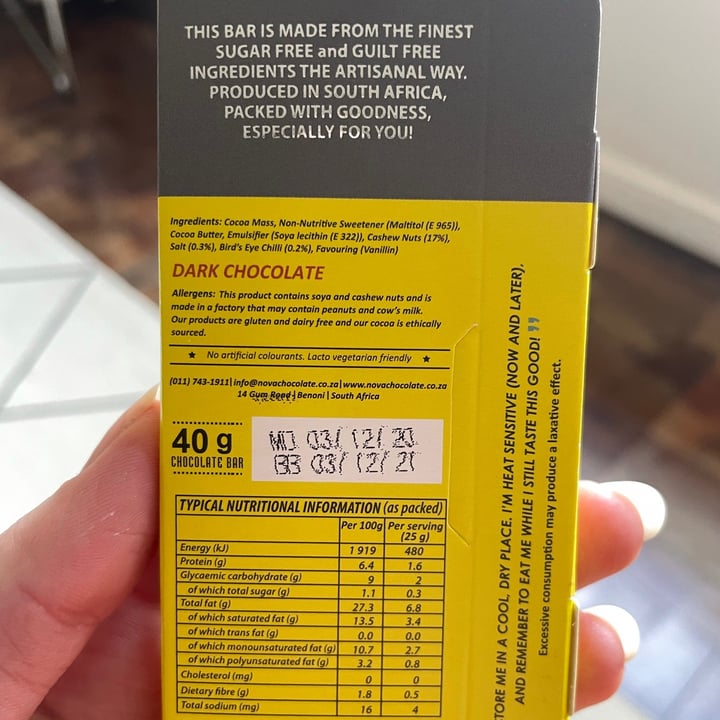 THIS BAR IS MADE FROM THE FINEST
SUGAR FREE and GUILT FREE
INGREDIENTS THE ARTISANAL WAY.
PRODUCED IN SOUTH AFRICA,
PACKED WITH GOODNESS,
ESPECIALLY FOR YOU!
Ingredients: Cocoa Mass, Non-Nutritive Sweetener (Maltitol (E 965)),
Cocoa Butter, Emulsifier (Soya lecithin (E 322)), Cashew Nuts (17%),
Salt (0.3%), Bird's Eye Chilli (0.2%), Favouring (Vanillin)
DARK CHOCOLATE
Allergens: This product contains soya and cashew nuts and is
made in a factory that may contain peanuts and cow's milk.
Our products are gluten and dairy free and our cocoa is ethically
sourced.
★ No artificial colourants. Lacto vegetarian friendly ★
(011) 743-1911| info@novachocolate.co.za | www.novachocolate.co.za
14 Gum Road | Benoni | South Africa
40 g
CHOCOLATE BAR
MD 03/ 12/ 20
BB 03/ 12/ 21
TYPICAL NUTRITIONAL INFORMATION (as packed)
Per 100g Per serving
(25 g)
Energy (kJ) 1 919 480
Protein (g) 6.4 1.6
Glycaemic carbohydrate (g) 9 2
of which total sugar (g) 1.1 0.3
Total fat (g) 27.3 6.8
of which saturated fat (g) 13.5 3.4
of which trans fat (g) 0.0 0.0
of which monounsaturated fat (g) 10.7 2.7
of which polyunsaturated fat (g) 3.2 0.8
Cholesterol (mg) 0 0
Dietary fibre (g) 1.8 0.5
Total sodium (mg) 16 4
TORE ME IN A COOL, DRY PLACE. I'M HEAT SENSITIVE (NOW AND LATER),
AND REMEMBER TO EAT ME WHILE I STILL TASTE THIS GOOD! ”
Excessive consumption may produce a laxative effect.